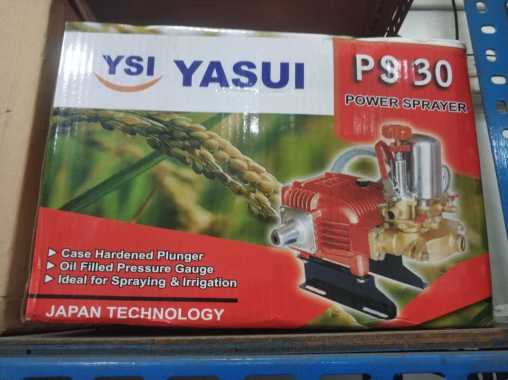 YSI YASUI
PS 30
POWER SPRAYER
Case Hardened Plunger
Oil Filled Pressure Gauge
Ideal for Spraying & Irrigation
JAPAN TECHNOLOGY